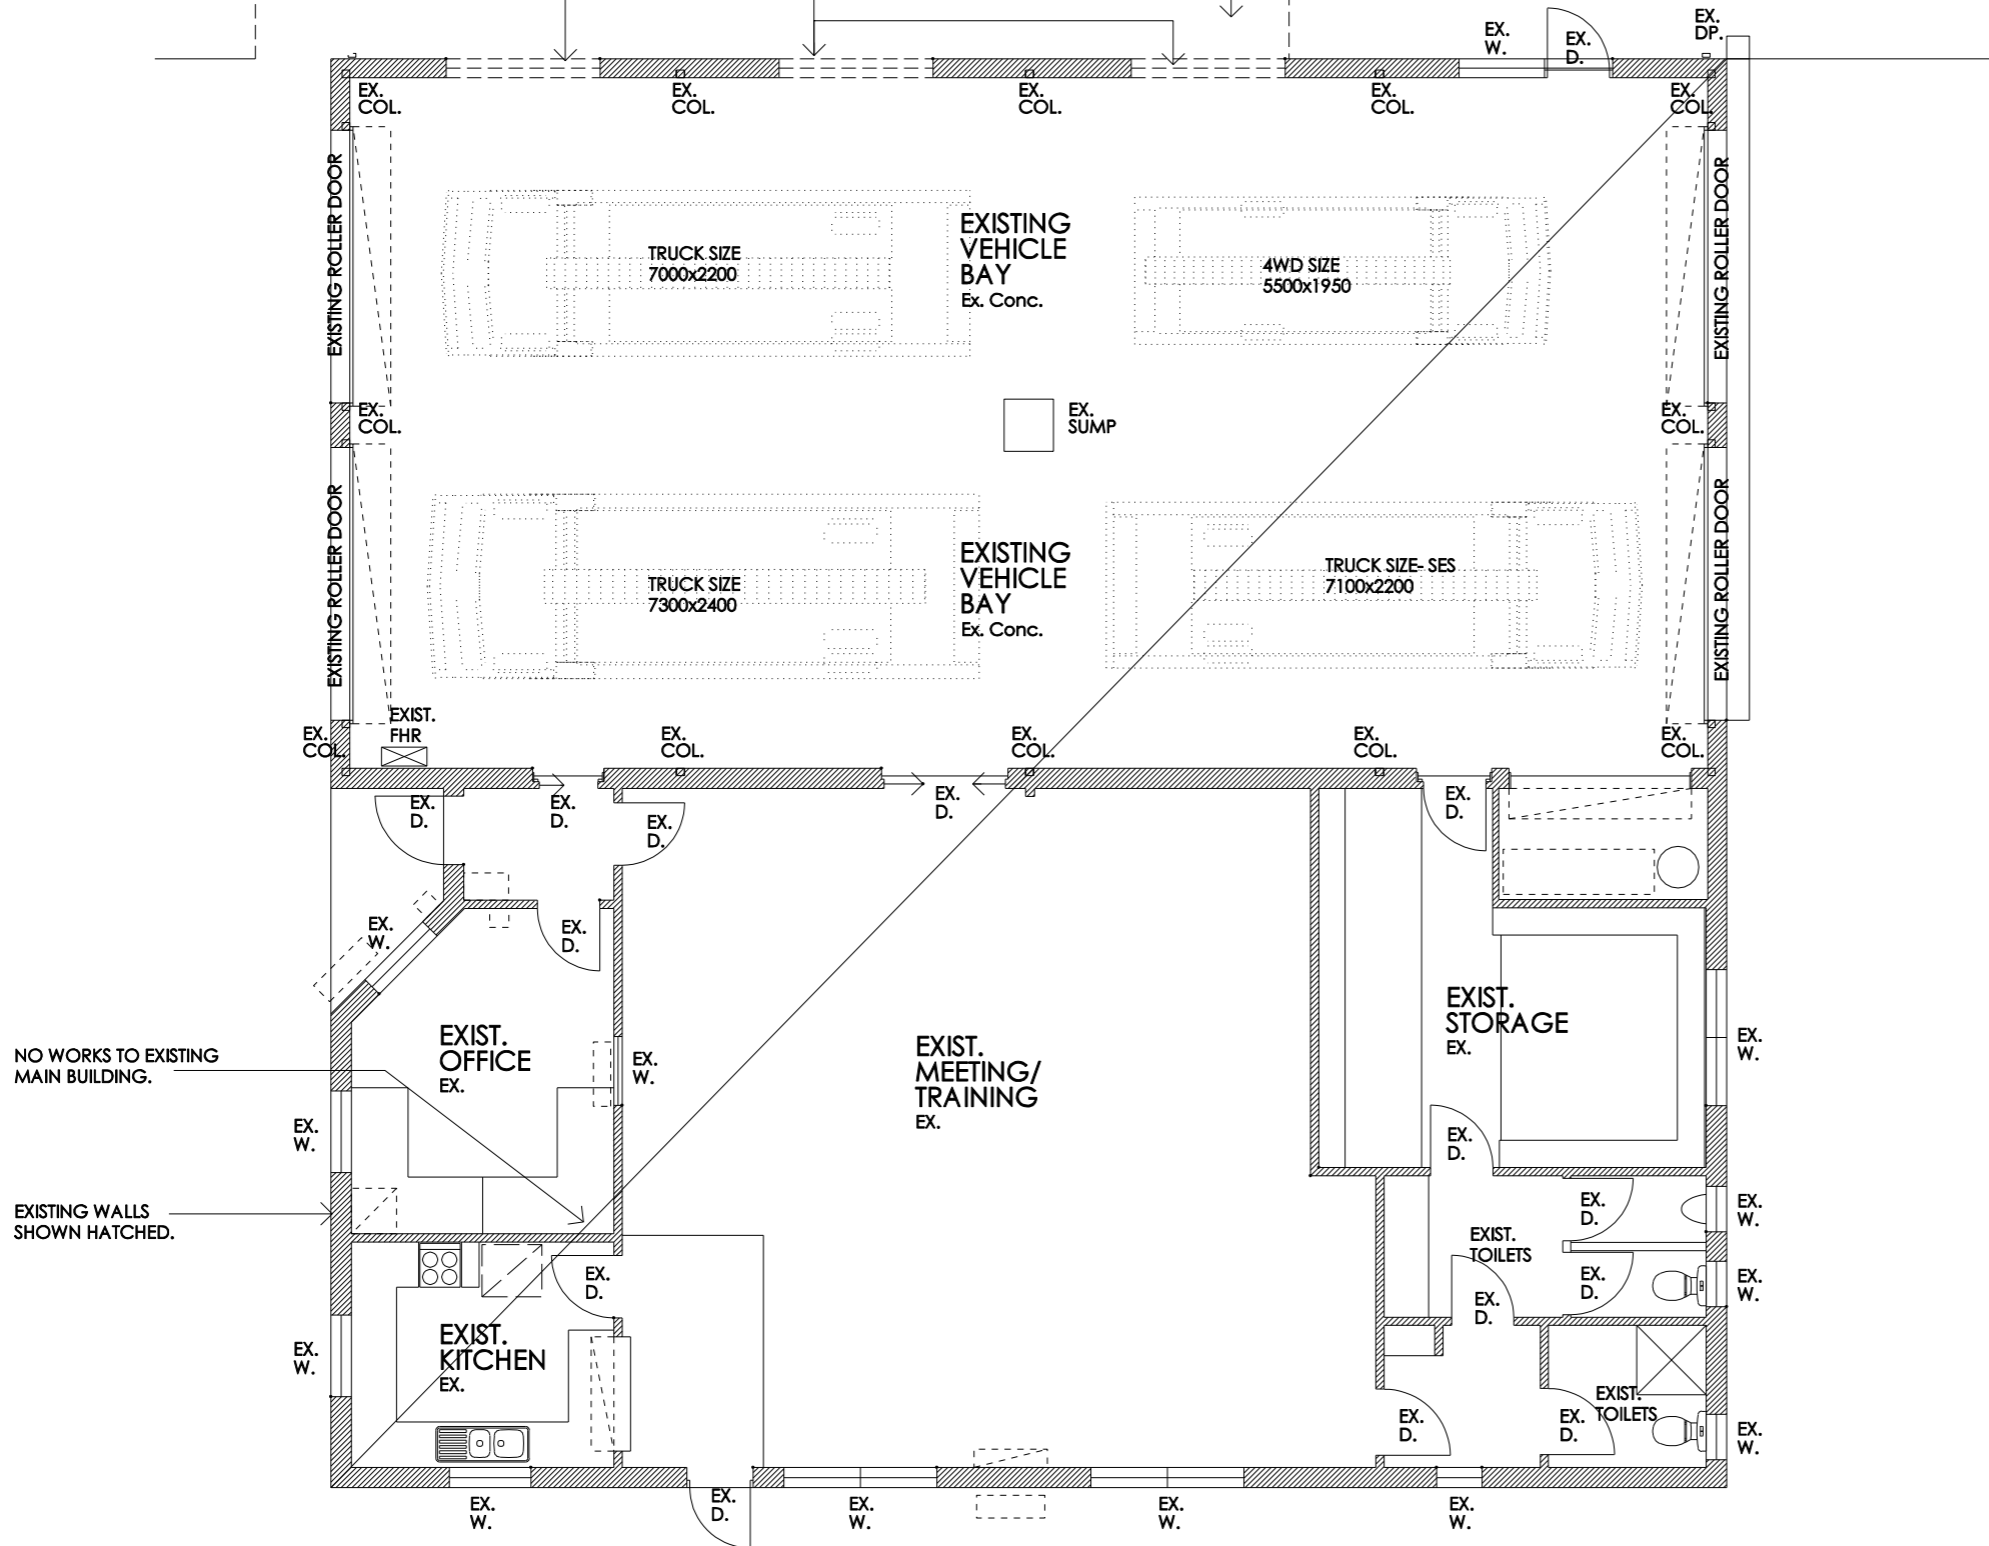 EX.
DP.
EX.
W.
EX.
D.
EX.
COL.
EX.
COL.
EX.
COL.
EX.
COL.
EX.
COL.
EXISTING ROLLER DOOR
EXISTING ROLLER DOOR
TRUCK SIZE
7000x2200
EXISTING
VEHICLE
BAY
Ex. Conc.
4WD SIZE
5500x1950
EX.
COL.
EX.
SUMP
EX.
COL.
EXISTING ROLLER DOOR
EXISTING ROLLER DOOR
TRUCK SIZE
7300x2400
EXISTING
VEHICLE
BAY
Ex. Conc.
TRUCK SIZE- SES
7100x2200
EXIST.
FHR
EX.
COL.
EX.
COL.
EX.
COL.
EX.
COL.
EX.
COL.
EX.
D.
EX.
D.
EX.
D.
EX.
D.
EX.
D.
EX.
W.
EX.
D.
EXIST.
OFFICE
EX.
EX.
W.
EXIST.
MEETING/
TRAINING
EX.
EXIST.
STORAGE
EX.
EX.
W.
NO WORKS TO EXISTING
MAIN BUILDING.
EX.
W.
EX.
D.
EXISTING WALLS
SHOWN HATCHED.
EX.
D.
EX.
W.
EXIST.
TOILETS
EX.
D.
EX.
D.
EX.
W.
EX.
D.
EXIST.
KITCHEN
EX.
EX.
W.
EXIST.
TOILETS
EX.
D.
EX.
D.
EX.
W.
EX.
W.
EX.
D.
EX.
W.
EX.
W.
EX.
W.